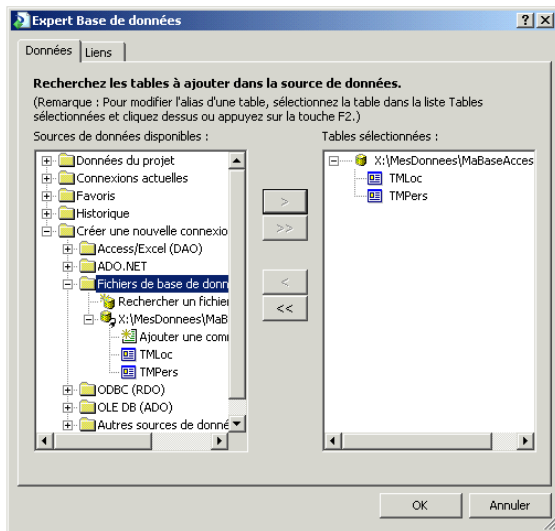 Expert Base de données
Données
Liens
Recherchez les tables à ajouter dans la source de données.
(Remarque : Pour modifier l'alias d'une table, sélectionnez la table dans la liste Tables
sélectionnées et cliquez dessus ou appuyez sur la touche F2.)
Sources de données disponibles :
Données du projet
Connexions actuelles
Favoris
Historique
Créer une nouvelle connexio
Access/Excel (DAO)
ADO.NET
Fichiers de base de donn
Rechercher un fichier
X:\MesDonnees\MaB
Ajouter une com
TMLoc
TMPers
ODBC (RDO)
OLE DB (ADO)
Autres sources de donné
>
>>
<
<<
Tables sélectionnées :
X:\MesDonnees\MaBaseAcces
TMLoc
TMPers
OK
Annuler